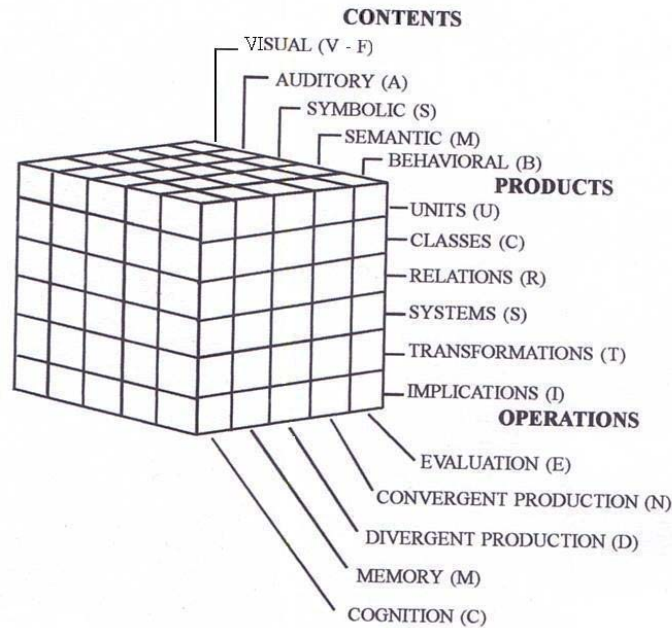 CONTENTS
VISUAL (V - F)
AUDITORY (A)
SYMBOLIC (S)
SEMANTIC (M)
BEHAVIORAL (B)
PRODUCTS
UNITS (U)
CLASSES (C)
RELATIONS (R)
SYSTEMS (S)
TRANSFORMATIONS (T)
IMPLICATIONS (I)
OPERATIONS
EVALUATION (E)
CONVERGENT PRODUCTION (N)
DIVERGENT PRODUCTION (D)
MEMORY (M)
COGNITION (C)